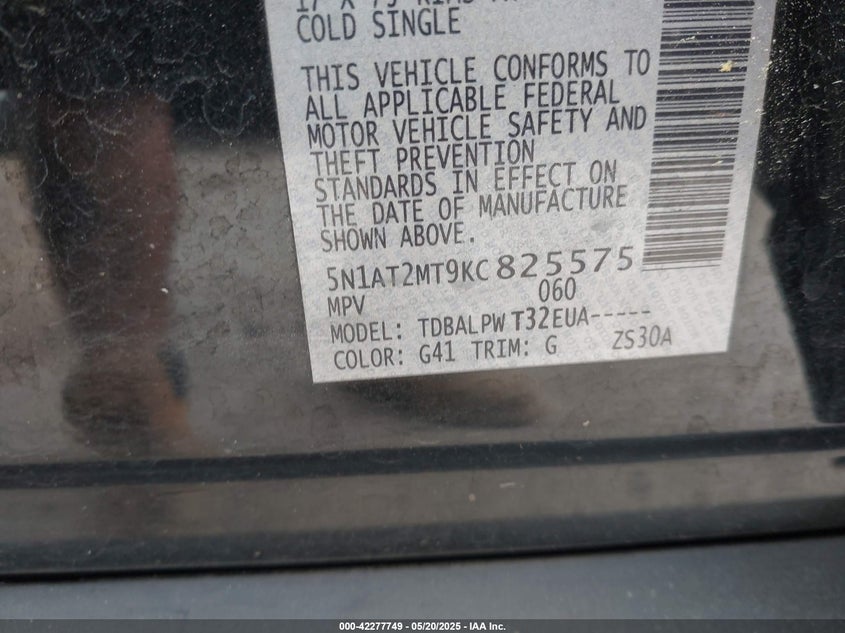 COLD SINGLE
THIS VEHICLE CONFORMS TO
ALL APPLICABLE FEDERAL
MOTOR VEHICLE SAFETY AND
THEFT PREVENTION
STANDARDS IN EFFECT ON
THE DATE OF MANUFACTURE
SHOWN ABOVE.
5N1AT2MT9KC825575
MPV 060
MODEL: TDBALPWT32EUA-----
COLOR: G41 TRIM: G ZS30A
000-42277749 — 05/20/2025 — IAA Inc.